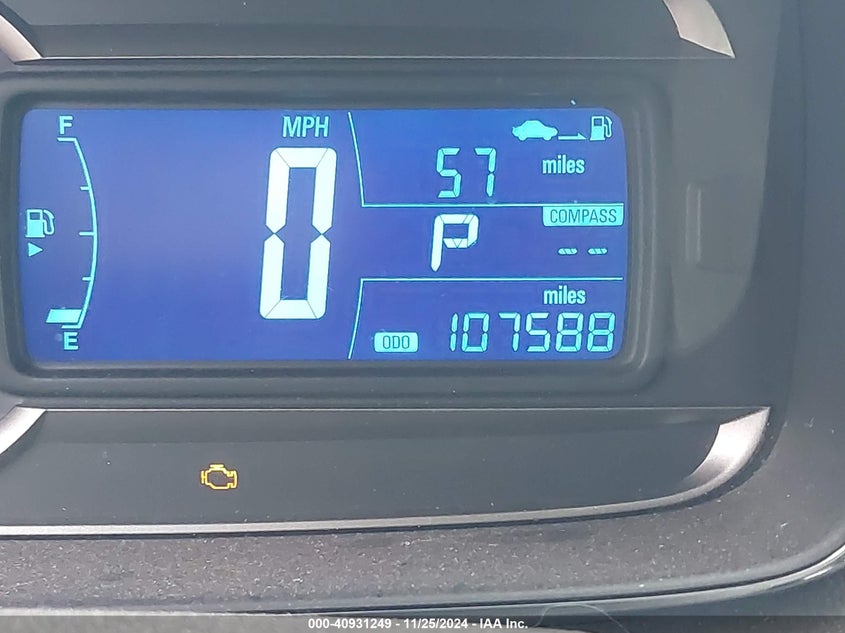 F
MPH
0
57 miles
COMPASS
P
--
miles
E
ODO 107588
000-40931249 - 11/25/2024 - IAA Inc.